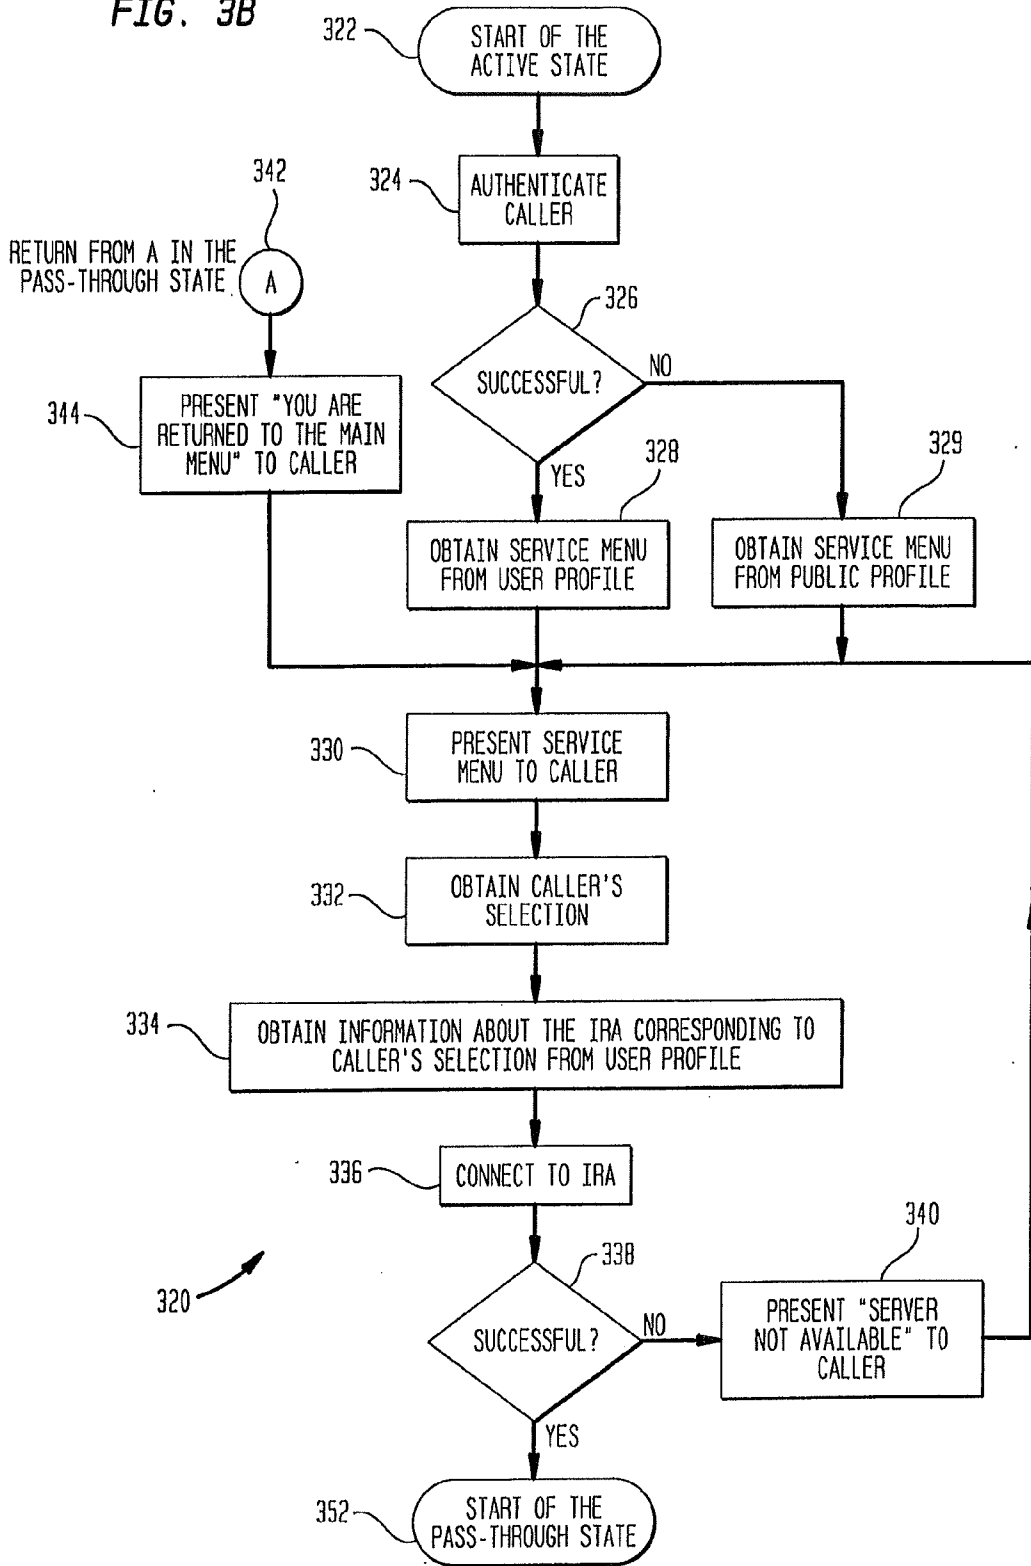 FIG. 3B
322
START OF THE
ACTIVE STATE
324
AUTHENTICATE
CALLER
342
RETURN FROM A IN THE
PASS-THROUGH STATE
A
326
SUCCESSFUL?
NO
YES
344
PRESENT "YOU ARE
RETURNED TO THE MAIN
MENU" TO CALLER
328
OBTAIN SERVICE MENU
FROM USER PROFILE
329
OBTAIN SERVICE MENU
FROM PUBLIC PROFILE
330
PRESENT SERVICE
MENU TO CALLER
332
OBTAIN CALLER'S
SELECTION
334
OBTAIN INFORMATION ABOUT THE IRA CORRESPONDING TO
CALLER'S SELECTION FROM USER PROFILE
336
CONNECT TO IRA
338
320
SUCCESSFUL?
NO
YES
340
PRESENT "SERVER
NOT AVAILABLE" TO
CALLER
352
START OF THE
PASS-THROUGH STATE